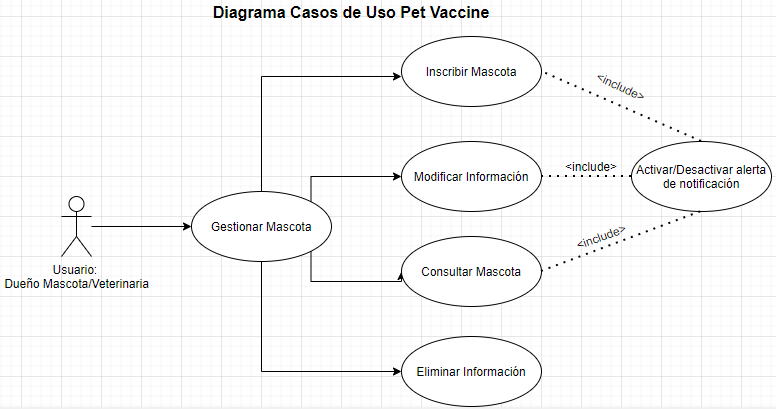 Diagrama Casos de Uso Pet Vaccine
Inscribir Mascota
<include>
Modificar Información
<include>
Activar/Desactivar alerta
de notificación
Gestionar Mascota
Usuario:
Dueño Mascota/Veterinaria
Consultar Mascota
<include>
Eliminar Información